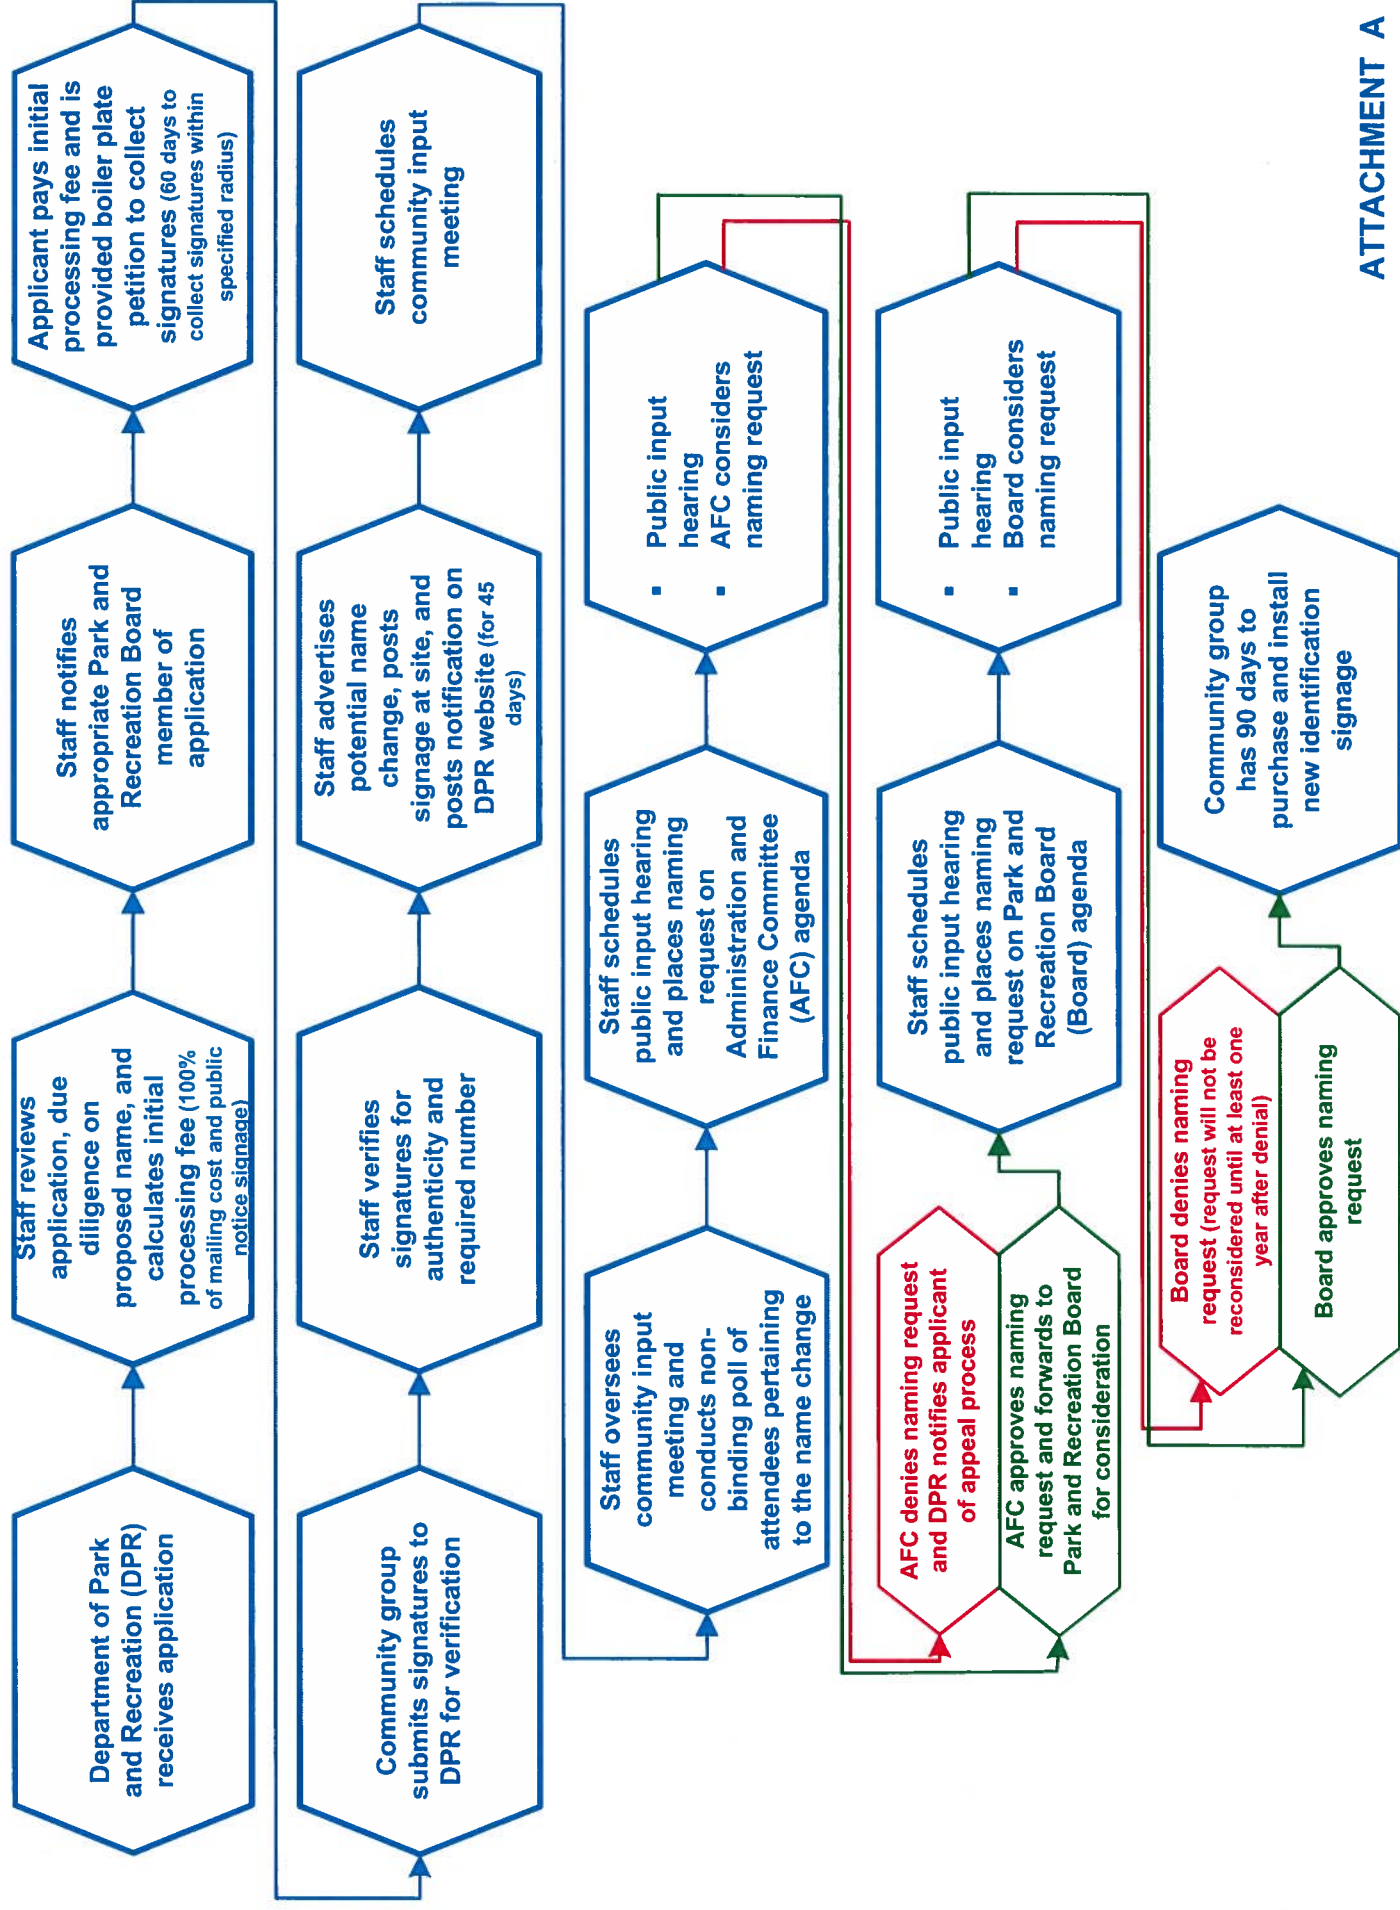 Department of Park
and Recreation (DPR)
receives application
Staff reviews
application, due
diligence on
proposed name, and
calculates initial
processing fee (100%
of mailing cost and public
notice signage)
Staff notifies
appropriate Park and
Recreation Board
member of
application
Applicant pays initial
processing fee and is
provided boiler plate
petition to collect
signatures (60 days to
collect signatures within
specified radius)
Community group
submits signatures to
DPR for verification
Staff verifies
signatures for
authenticity and
required number
Staff advertises
potential name
change, posts
signage at site, and
posts notification on
DPR website (for 45
days)
Staff schedules
community input
meeting
Staff oversees
community input
meeting and
conducts non-
binding poll of
attendees pertaining
to the name change
Staff schedules
public input hearing
and places naming
request on
Administration and
Finance Committee
(AFC) agenda
▪ Public input
hearing
▪ AFC considers
naming request
AFC denies naming request
and DPR notifies applicant
of appeal process
AFC approves naming
request and forwards to
Park and Recreation Board
for consideration
Staff schedules
public input hearing
and places naming
request on Park and
Recreation Board
(Board) agenda
▪ Public input
hearing
▪ Board considers
naming request
Board denies naming
request (request will not be
reconsidered until at least one
year after denial)
Board approves naming
request
Community group
has 90 days to
purchase and install
new identification
signage
ATTACHMENT A